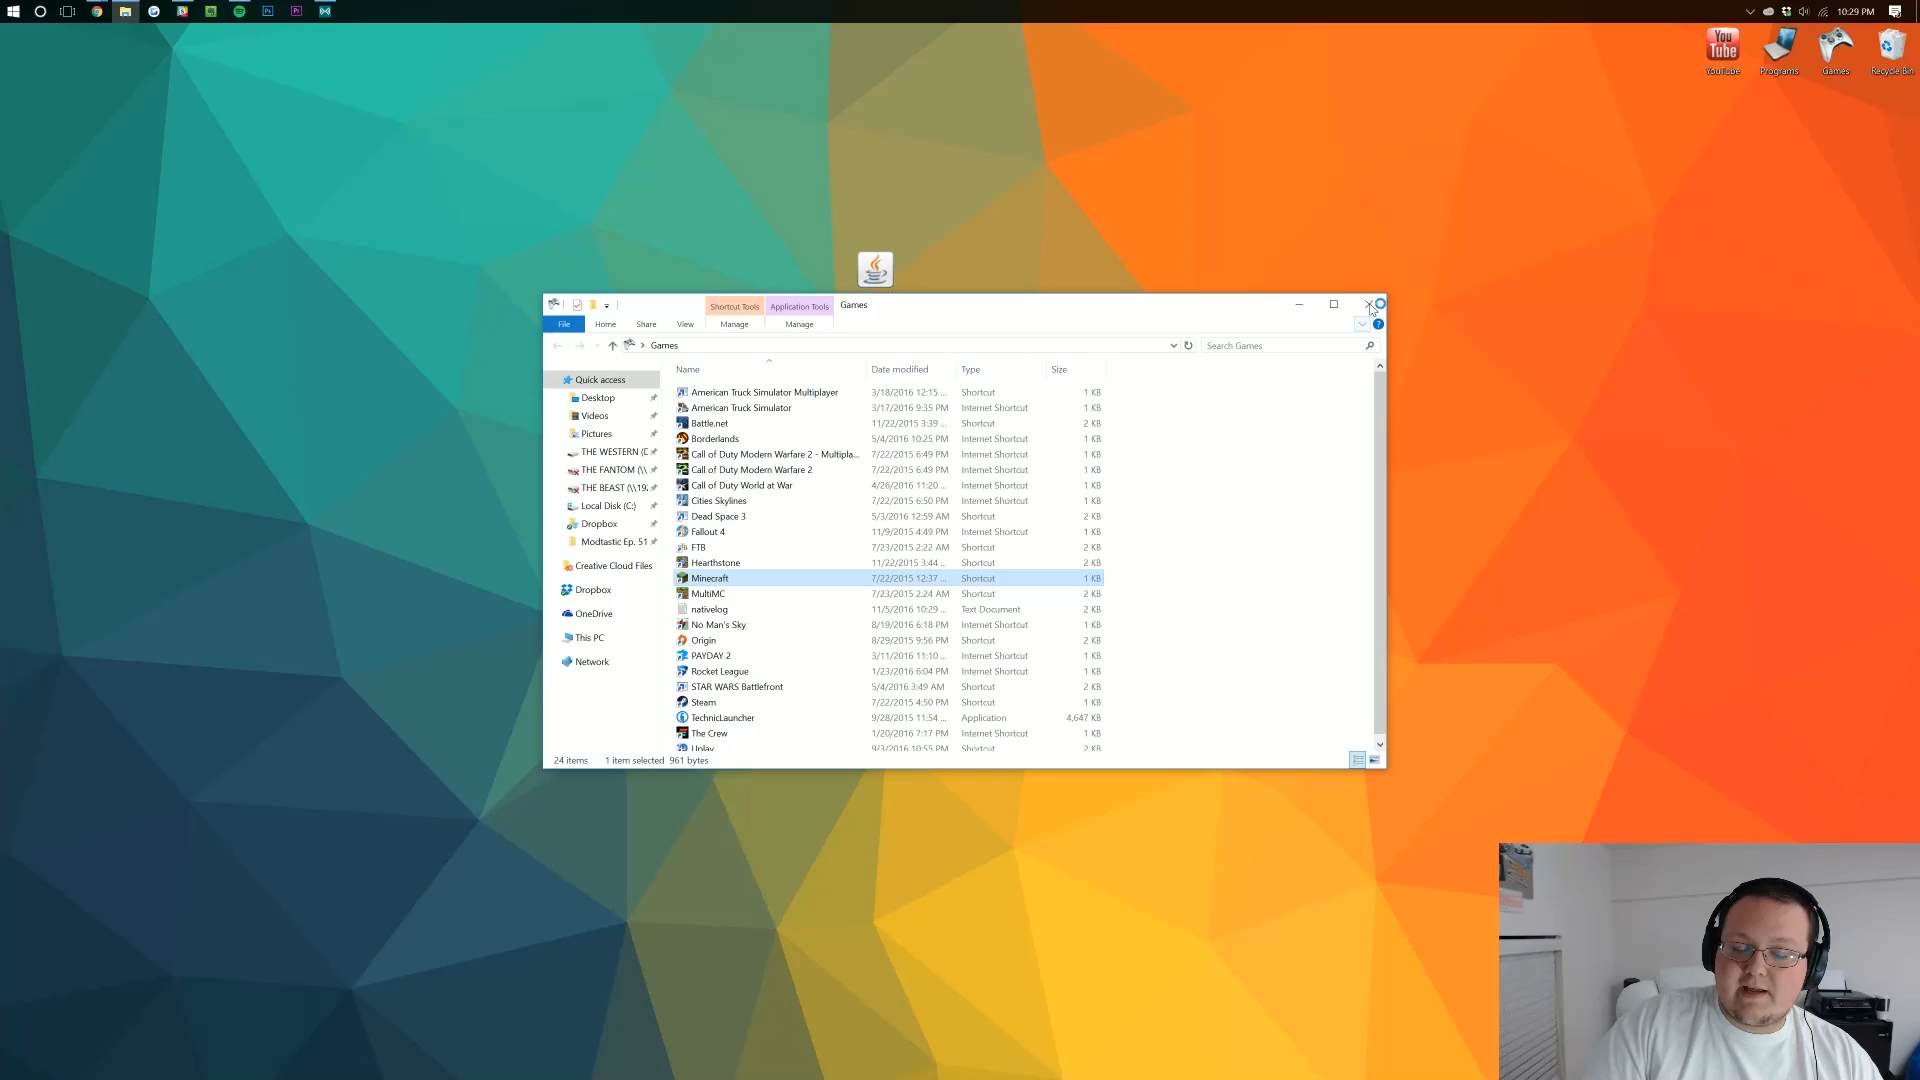 10:29 PM
You
Tube
YouTube
Programs
Games
Recycle Bin
Shortcut Tools
Application Tools
Games
File
Home
Share
View
Manage
Manage
Games
Search Games
Name
Date modified
Type
Size
Quick access
Desktop
Videos
Pictures
THE WESTERN (D
THE FANTOM (\\
THE BEAST (\\19:
Local Disk (C:)
Dropbox
Modtastic Ep. 51
Creative Cloud Files
Dropbox
OneDrive
This PC
Network
American Truck Simulator Multiplayer 3/18/2016 12:15 ... Shortcut 1 KB
American Truck Simulator 3/17/2016 9:35 PM Internet Shortcut 1 KB
Battle.net 11/22/2015 3:39 ... Shortcut 2 KB
Borderlands 5/4/2016 10:25 PM Internet Shortcut 1 KB
Call of Duty Modern Warfare 2 - Multipla... 7/22/2015 6:49 PM Internet Shortcut 1 KB
Call of Duty Modern Warfare 2 7/22/2015 6:49 PM Internet Shortcut 1 KB
Call of Duty World at War 4/26/2016 11:20 ... Internet Shortcut 1 KB
Cities Skylines 7/22/2015 6:50 PM Internet Shortcut 1 KB
Dead Space 3 5/3/2016 12:59 AM Shortcut 2 KB
Fallout 4 11/9/2015 4:49 PM Internet Shortcut 1 KB
FTB 7/23/2015 2:22 AM Shortcut 2 KB
Hearthstone 11/22/2015 3:44 ... Shortcut 2 KB
Minecraft 7/22/2015 12:37 ... Shortcut 1 KB
MultiMC 7/23/2015 2:24 AM Shortcut 2 KB
nativelog 11/5/2016 10:29 ... Text Document 2 KB
No Man's Sky 8/19/2016 6:18 PM Internet Shortcut 1 KB
Origin 8/29/2015 9:56 PM Shortcut 2 KB
PAYDAY 2 3/11/2016 11:10 ... Internet Shortcut 1 KB
Rocket League 1/23/2016 6:04 PM Internet Shortcut 1 KB
STAR WARS Battlefront 5/4/2016 3:49 AM Shortcut 2 KB
Steam 7/22/2015 4:50 PM Shortcut 2 KB
TechnicLauncher 9/28/2015 11:54 ... Application 4,647 KB
The Crew 1/20/2016 7:17 PM Internet Shortcut 1 KB
Uplay 9/3/2016 10:55 PM Shortcut 2 KB
24 items 1 item selected 961 bytes